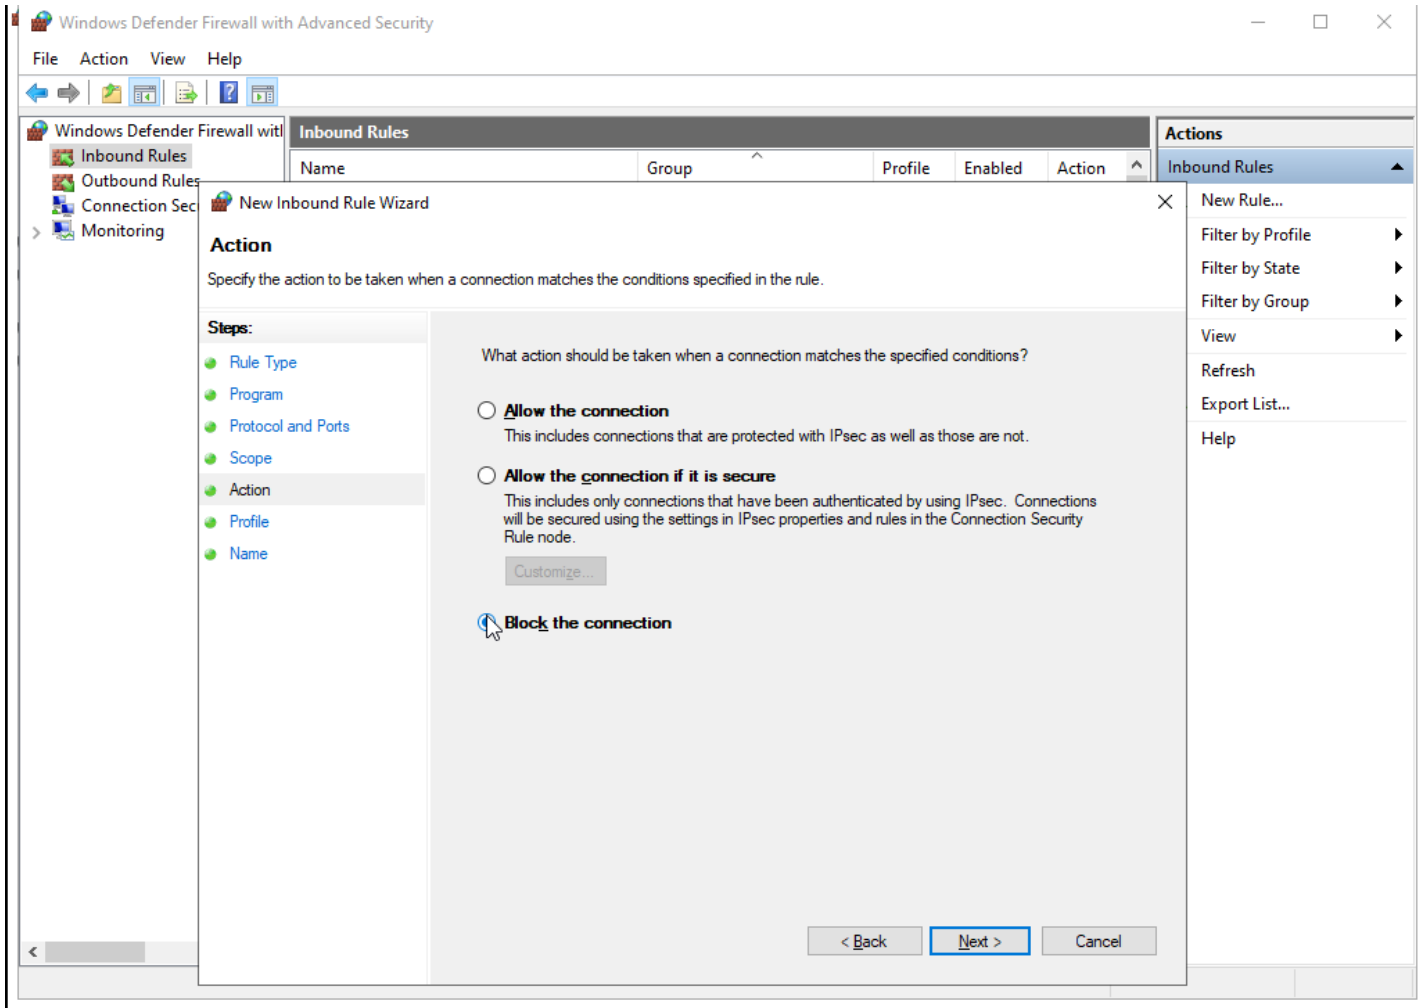 Windows Defender Firewall with Advanced Security
File Action View Help
Windows Defender Firewall witl
Inbound Rules
Outbound Rules
Connection Sec
Monitoring
Inbound Rules
Name Group Profile Enabled Action
Actions
Inbound Rules
New Rule...
Filter by Profile
Filter by State
Filter by Group
View
Refresh
Export List...
Help
New Inbound Rule Wizard
Action
Specify the action to be taken when a connection matches the conditions specified in the rule.
Steps:
Rule Type
Program
Protocol and Ports
Scope
Action
Profile
Name
What action should be taken when a connection matches the specified conditions?
Allow the connection
This includes connections that are protected with IPsec as well as those are not.
Allow the connection if it is secure
This includes only connections that have been authenticated by using IPsec. Connections
will be secured using the settings in IPsec properties and rules in the Connection Security
Rule node.
Customize...
Block the connection
< Back Next > Cancel